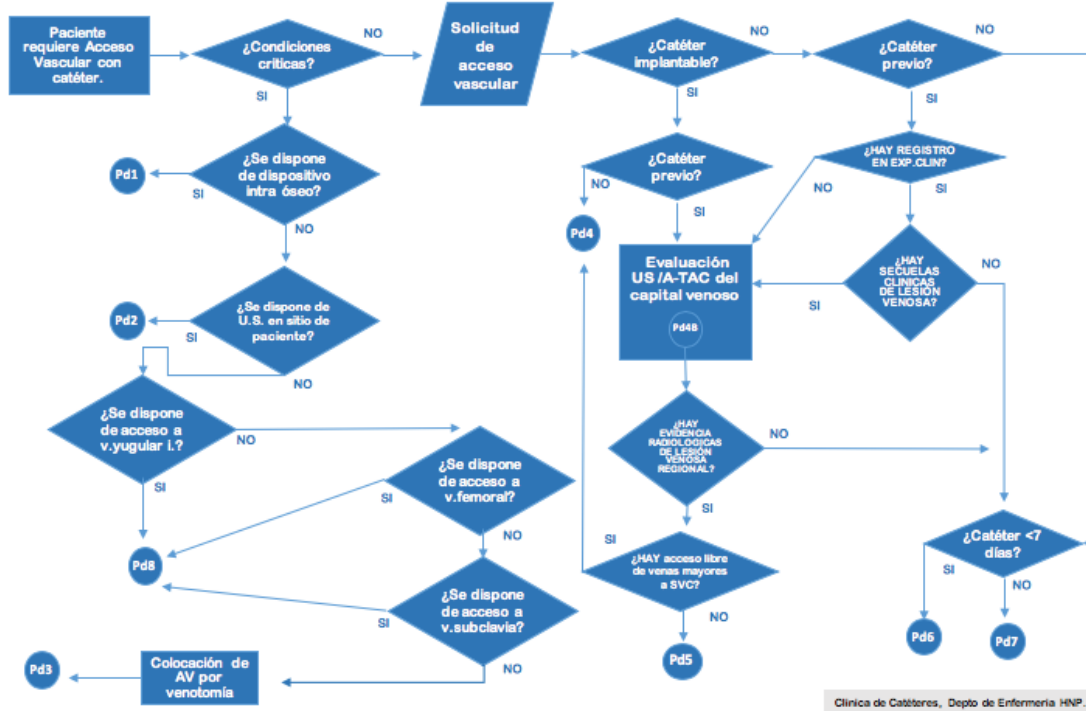 Paciente
requiere Acceso
Vascular con
catéter.
¿Condiciones
criticas?
NO
SI
Solicitud
de
acceso
vascular
¿Catéter
implantable?
NO
SI
¿Catéter
previo?
NO
SI
¿Se dispone
de dispositivo
intra óseo?
Pd1
SI
NO
¿Catéter
previo?
NO
SI
Pd4
¿HAY REGISTRO
EN EXP.CLIN?
NO
SI
Evaluación
US /A-TAC del
capital venoso
Pd4B
¿HAY
SECUELAS
CLINICAS
DE LESIÓN
VENOSA?
NO
SI
¿Se dispone de
U.S. en sitio de
paciente?
Pd2
SI
NO
¿Se dispone
de acceso a
v.yugular i.?
NO
SI
¿HAY
EVIDENCIA
RADIOLOGICAS
DE LESIÓN
VENOSA
REGIONAL?
NO
SI
¿Se dispone
de acceso a
v.femoral?
SI
NO
Pd8
¿HAY acceso libre
de venas mayores
a SVC?
SI
NO
Pd5
¿Catéter <7
días?
SI
NO
Pd6
Pd7
¿Se dispone
de acceso a
v.subclavia?
SI
NO
Colocación de
AV por
venotomía
Pd3
Clinica de Catéteres, Depto de Enfermería HNP.